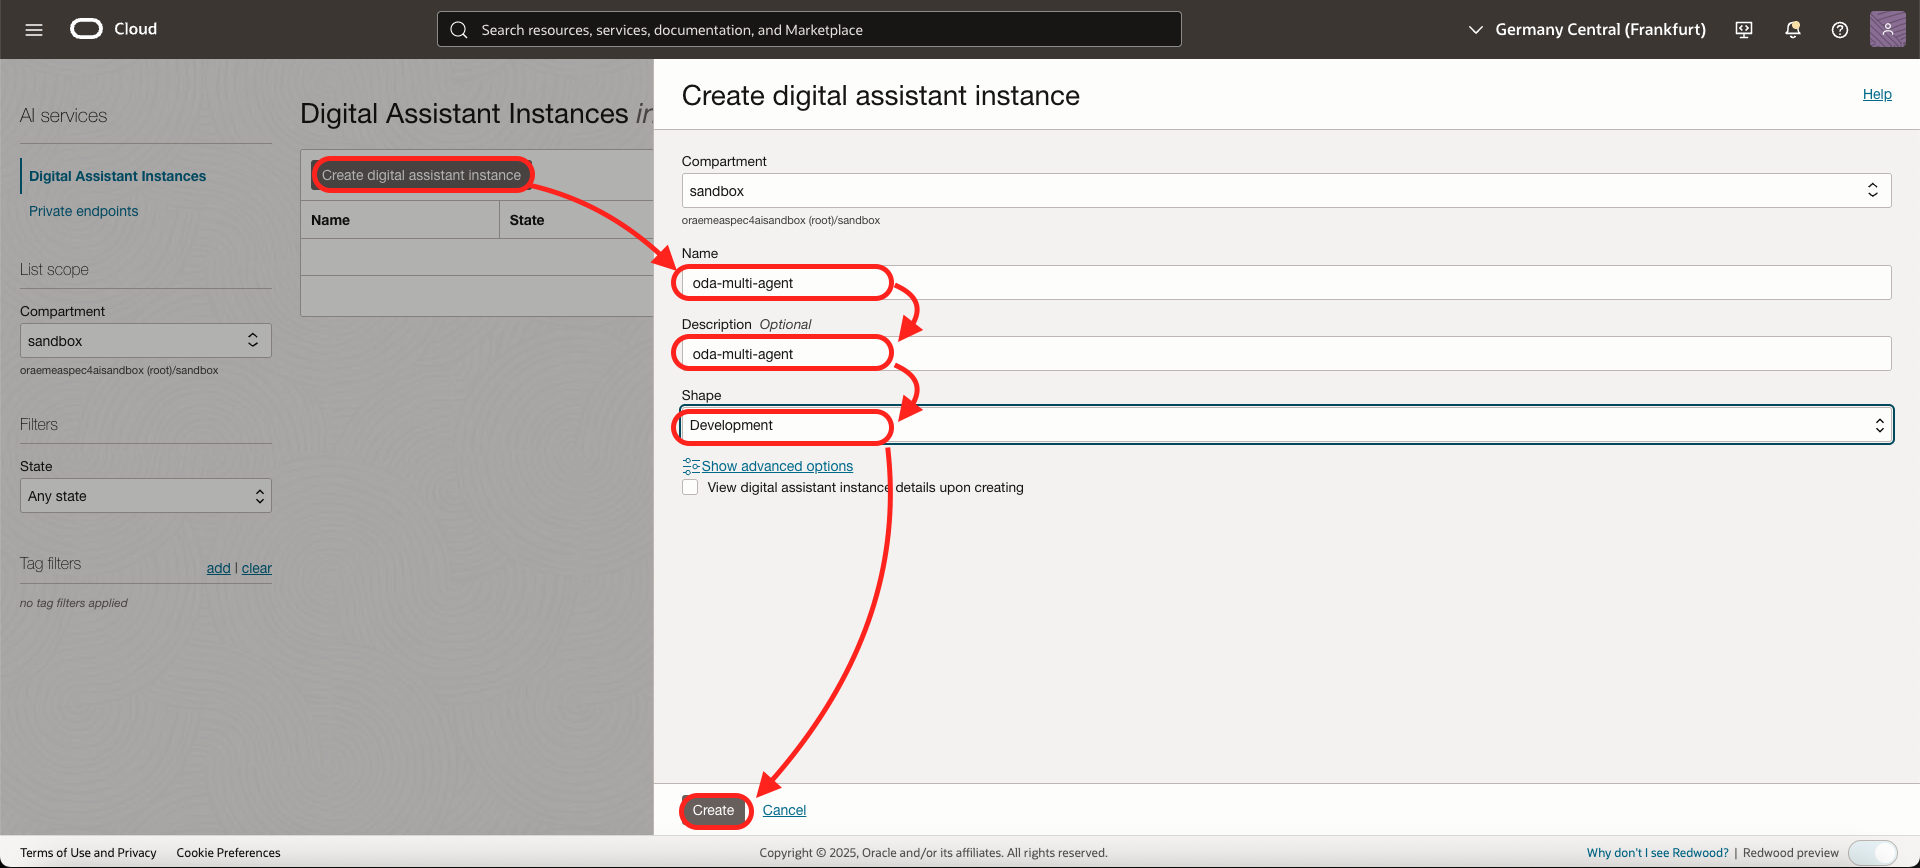 Cloud
Search resources, services, documentation, and Marketplace
Germany Central (Frankfurt)
AI services
Digital Assistant Instances
Private endpoints
List scope
Compartment
sandbox
oraemeaspec4aisandbox (root)/sandbox
Filters
State
Any state
Tag filters
add | clear
no tag filters applied
Digital Assistant Instances
Create digital assistant instance
Name State
Create digital assistant instance
Help
Compartment
sandbox
oraemeaspec4aisandbox (root)/sandbox
Name
oda-multi-agent
Description Optional
oda-multi-agent
Shape
Development
Show advanced options
View digital assistant instance details upon creating
Create Cancel
Terms of Use and Privacy Cookie Preferences
Copyright © 2025, Oracle and/or its affiliates. All rights reserved.
Why don't I see Redwood? | Redwood preview